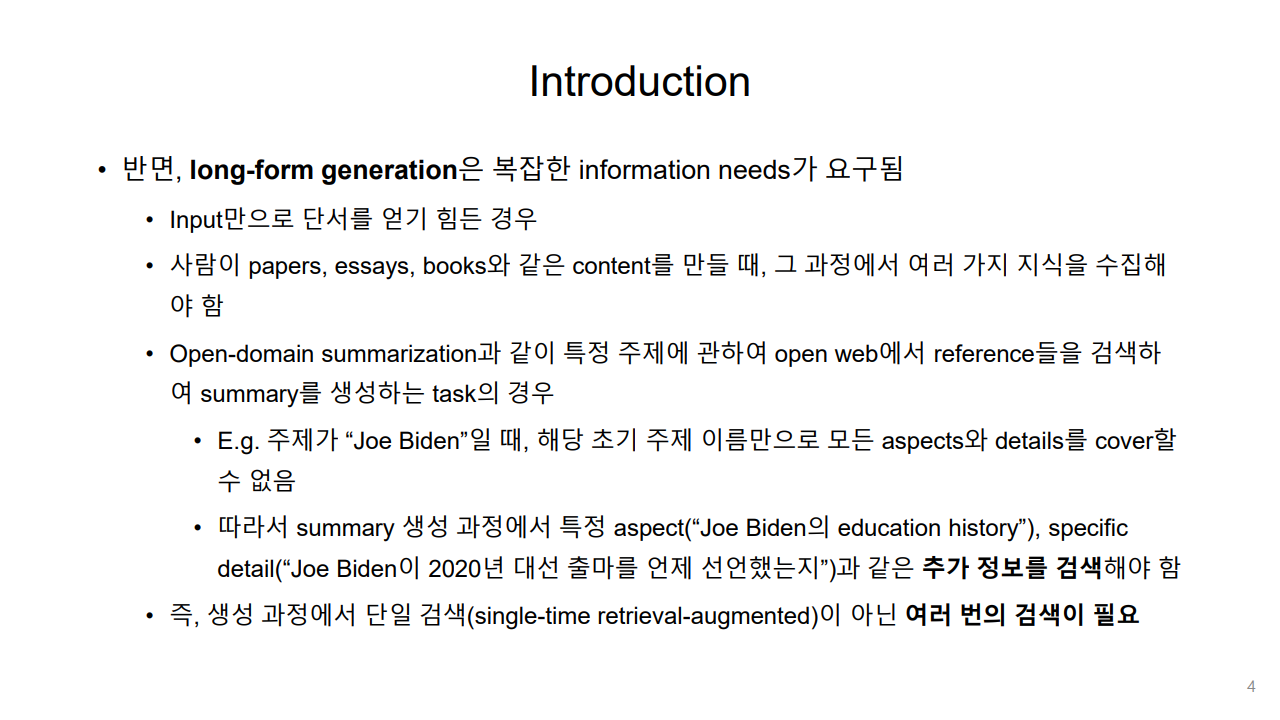 Introduction
• 반면, long-form generation은 복잡한 information needs가 요구됨
• Input만으로 단서를 얻기 힘든 경우
• 사람이 papers, essays, books와 같은 content를 만들 때, 그 과정에서 여러 가지 지식을 수집해
야 함
• Open-domain summarization과 같이 특정 주제에 관하여 open web에서 reference들을 검색하
여 summary를 생성하는 task의 경우
• E.g. 주제가 “Joe Biden”일 때, 해당 초기 주제 이름만으로 모든 aspects와 details를 cover할
수 없음
• 따라서 summary 생성 과정에서 특정 aspect(“Joe Biden의 education history”), specific
detail(“Joe Biden이 2020년 대선 출마를 언제 선언했는지”)과 같은 추가 정보를 검색해야 함
• 즉, 생성 과정에서 단일 검색(single-time retrieval-augmented)이 아닌 여러 번의 검색이 필요
4